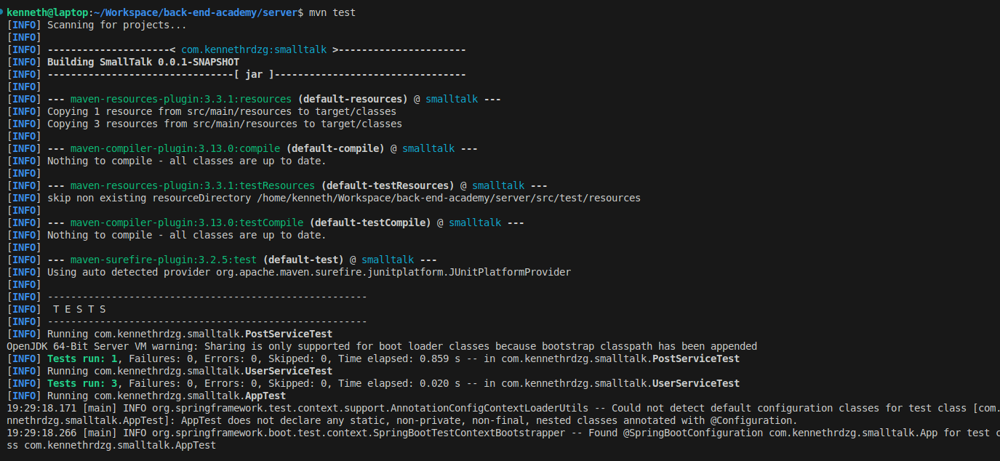 kenneth@laptop:~/Workspace/back-end-academy/server$ mvn test
[INFO] Scanning for projects...
[INFO]
[INFO] ---------------------< com.kennethrdzg:smalltalk >----------------------
[INFO] Building SmallTalk 0.0.1-SNAPSHOT
[INFO] --------------------------------[ jar ]---------------------------------
[INFO]
[INFO] --- maven-resources-plugin:3.3.1:resources (default-resources) @ smalltalk ---
[INFO] Copying 1 resource from src/main/resources to target/classes
[INFO] Copying 3 resources from src/main/resources to target/classes
[INFO]
[INFO] --- maven-compiler-plugin:3.13.0:compile (default-compile) @ smalltalk ---
[INFO] Nothing to compile - all classes are up to date.
[INFO]
[INFO] --- maven-resources-plugin:3.3.1:testResources (default-testResources) @ smalltalk ---
[INFO] skip non existing resourceDirectory /home/kenneth/Workspace/back-end-academy/server/src/test/resources
[INFO]
[INFO] --- maven-compiler-plugin:3.13.0:testCompile (default-testCompile) @ smalltalk ---
[INFO] Nothing to compile - all classes are up to date.
[INFO]
[INFO] --- maven-surefire-plugin:3.2.5:test (default-test) @ smalltalk ---
[INFO] Using auto detected provider org.apache.maven.surefire.junitplatform.JUnitPlatformProvider
[INFO]
[INFO] -------------------------------------------------------
[INFO]  T E S T S
[INFO] -------------------------------------------------------
[INFO] Running com.kennethrdzg.smalltalk.PostServiceTest
OpenJDK 64-Bit Server VM warning: Sharing is only supported for boot loader classes because bootstrap classpath has been appended
[INFO] Tests run: 1, Failures: 0, Errors: 0, Skipped: 0, Time elapsed: 0.859 s -- in com.kennethrdzg.smalltalk.PostServiceTest
[INFO] Running com.kennethrdzg.smalltalk.UserServiceTest
[INFO] Tests run: 3, Failures: 0, Errors: 0, Skipped: 0, Time elapsed: 0.020 s -- in com.kennethrdzg.smalltalk.UserServiceTest
[INFO] Running com.kennethrdzg.smalltalk.AppTest
19:29:18.171 [main] INFO org.springframework.test.context.support.AnnotationConfigContextLoaderUtils -- Could not detect default configuration classes for test class [com.
nnethrdzg.smalltalk.AppTest]: AppTest does not declare any static, non-private, non-final, nested classes annotated with @Configuration.
19:29:18.266 [main] INFO org.springframework.boot.test.context.SpringBootTestContextBootstrapper -- Found @SpringBootConfiguration com.kennethrdzg.smalltalk.App for test c
ss com.kennethrdzg.smalltalk.AppTest